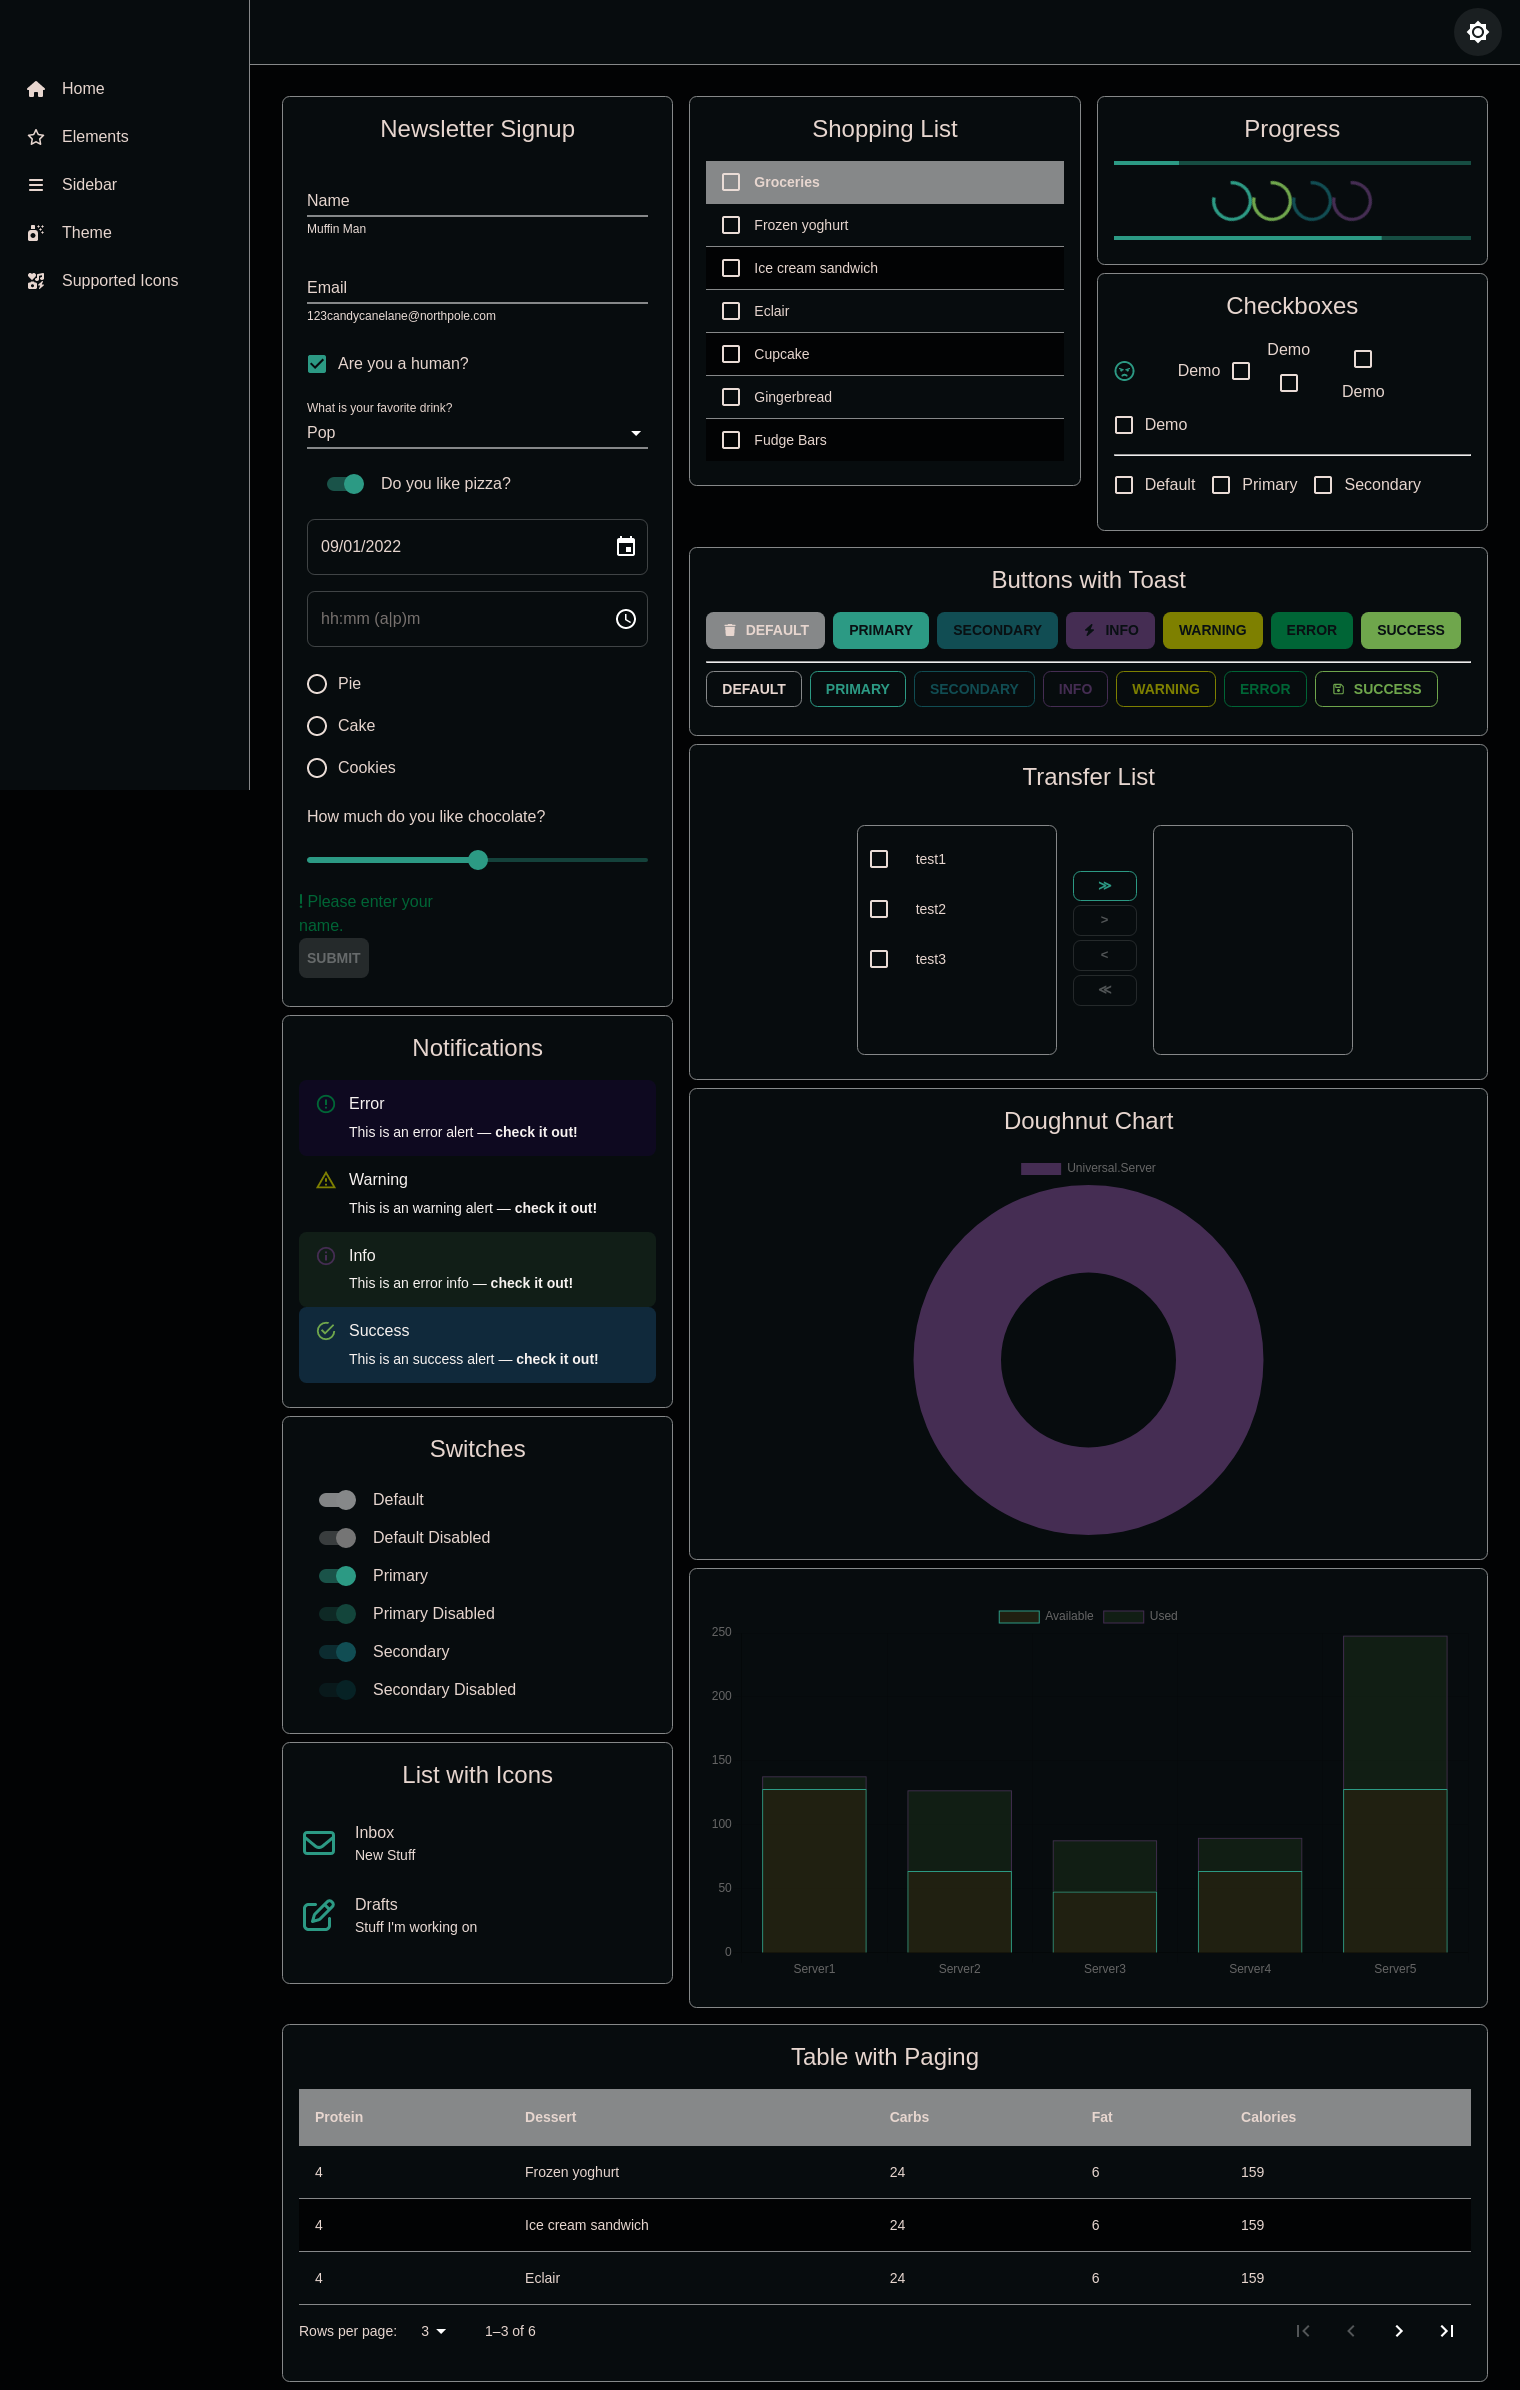 Home
Elements
Sidebar
Theme
Supported Icons
Newsletter Signup
Name
Muffin Man
Email
123candycanelane@northpole.com
Are you a human?
What is your favorite drink?
Pop
Do you like pizza?
09/01/2022
hh:mm (a|p)m
Pie
Cake
Cookies
How much do you like chocolate?
! Please enter your
name.
SUBMIT
Notifications
Error
This is an error alert — check it out!
Warning
This is an warning alert — check it out!
Info
This is an error info — check it out!
Success
This is an success alert — check it out!
Switches
Default
Default Disabled
Primary
Primary Disabled
Secondary
Secondary Disabled
List with Icons
Inbox
New Stuff
Drafts
Stuff I'm working on
Shopping List
Groceries
Frozen yoghurt
Ice cream sandwich
Eclair
Cupcake
Gingerbread
Fudge Bars
Progress
Checkboxes
Demo
Demo
Demo
Demo
Default Primary Secondary
Buttons with Toast
DEFAULT PRIMARY SECONDARY INFO WARNING ERROR SUCCESS
DEFAULT PRIMARY SECONDARY INFO WARNING ERROR SUCCESS
Transfer List
test1
test2
test3
≫
>
<
≪
Doughnut Chart
Universal.Server
Available Used
250
200
150
100
50
0
Server1 Server2 Server3 Server4 Server5
Table with Paging
Protein Dessert Carbs Fat Calories
4 Frozen yoghurt 24 6 159
4 Ice cream sandwich 24 6 159
4 Eclair 24 6 159
Rows per page: 3 1–3 of 6